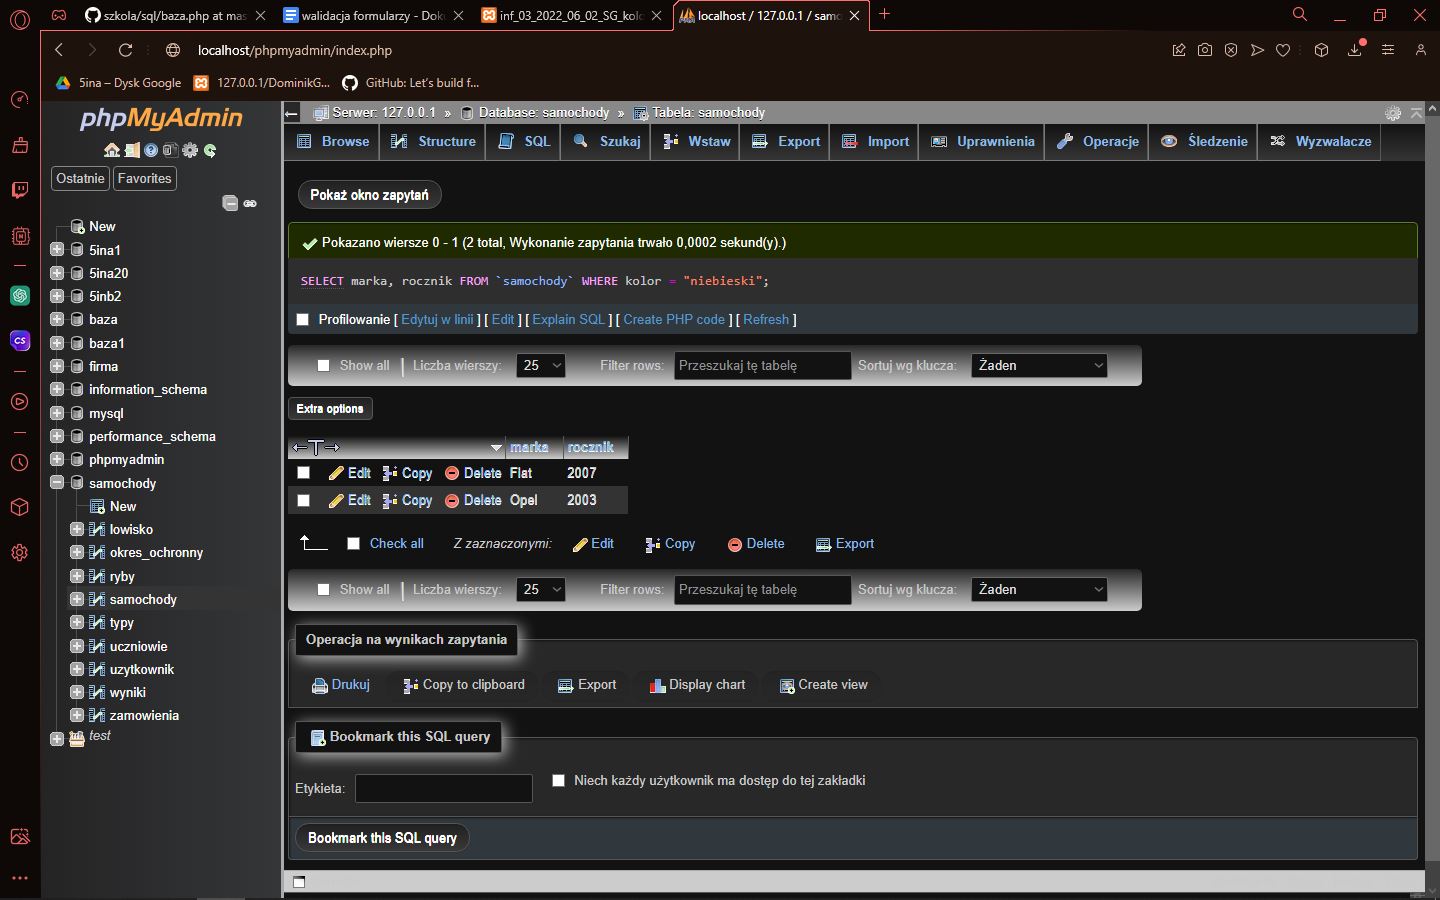 szkola/sql/baza.php at mas
walidacja formularzy - Doku
inf_03_2022_06_02_SG_kolo
localhost / 127.0.0.1 / samo
localhost/phpmyadmin/index.php
5ina – Dysk Google
127.0.0.1/DominikG...
GitHub: Let's build f...
phpMyAdmin
Ostatnie
Favorites
New
5ina1
5ina20
5inb2
baza
baza1
firma
information_schema
mysql
performance_schema
phpmyadmin
samochody
New
lowisko
okres_ochronny
ryby
samochody
typy
uczniowie
uzytkownik
wyniki
zamowienia
test
Serwer: 127.0.0.1 » Database: samochody » Tabela: samochody
Browse Structure SQL Szukaj Wstaw Export Import Uprawnienia Operacje Śledzenie Wyzwalacze
Pokaż okno zapytań
Pokazano wiersze 0 - 1 (2 total, Wykonanie zapytania trwało 0,0002 sekund(y).)
SELECT marka, rocznik FROM `samochody` WHERE kolor = "niebieski";
Profilowanie [ Edytuj w linii ] [ Edit ] [ Explain SQL ] [ Create PHP code ] [ Refresh ]
Show all | Liczba wierszy: 25 Filter rows: Przeszukaj tę tabelę Sortuj wg klucza: Żaden
Extra options
←T→ marka rocznik
Edit Copy Delete Fiat 2007
Edit Copy Delete Opel 2003
Check all Z zaznaczonymi: Edit Copy Delete Export
Show all | Liczba wierszy: 25 Filter rows: Przeszukaj tę tabelę Sortuj wg klucza: Żaden
Operacja na wynikach zapytania
Drukuj Copy to clipboard Export Display chart Create view
Bookmark this SQL query
Etykieta: Niech każdy użytkownik ma dostęp do tej zakładki
Bookmark this SQL query